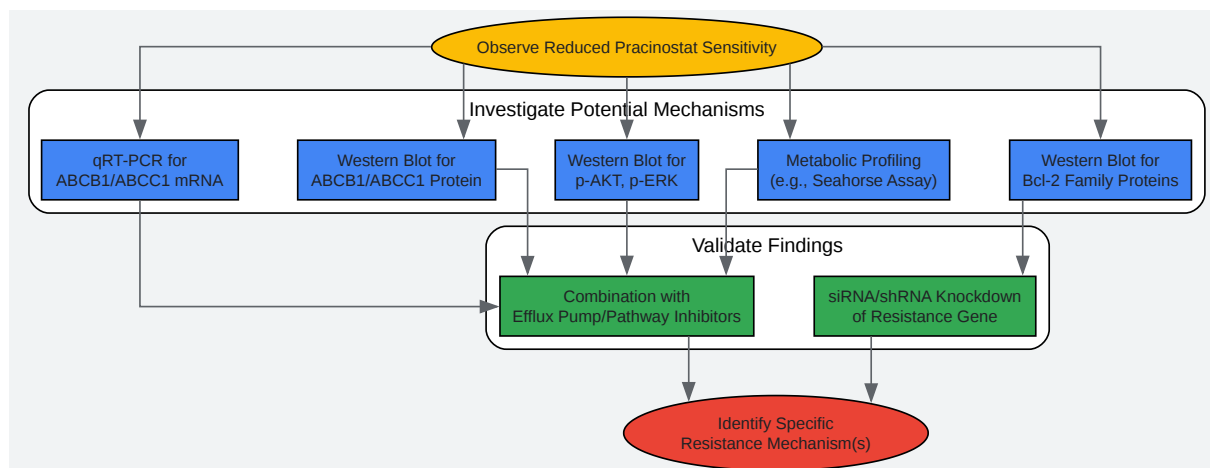 Observe Reduced Pracinostat Sensitivity
Investigate Potential Mechanisms
qRT-PCR for
ABCB1/ABCC1 mRNA
Western Blot for
ABCB1/ABCC1 Protein
Western Blot for
p-AKT, p-ERK
Metabolic Profiling
(e.g., Seahorse Assay)
Western Blot for
Bcl-2 Family Proteins
Validate Findings
Combination with
Efflux Pump/Pathway Inhibitors
siRNA/shRNA Knockdown
of Resistance Gene
Identify Specific
Resistance Mechanism(s)